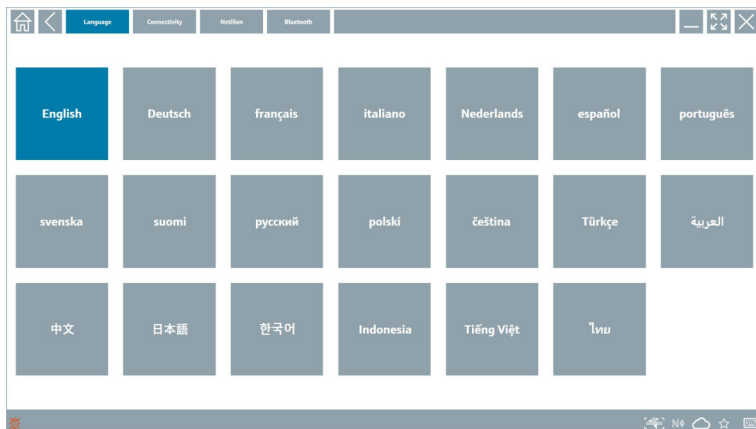 Language Connectivity Netilion Bluetooth
English Deutsch français italiano Nederlands español português
svenska suomi русский polski čeština Türkçe العربية
中文 日本語 한국어 Indonesia Tiếng Việt ไทย